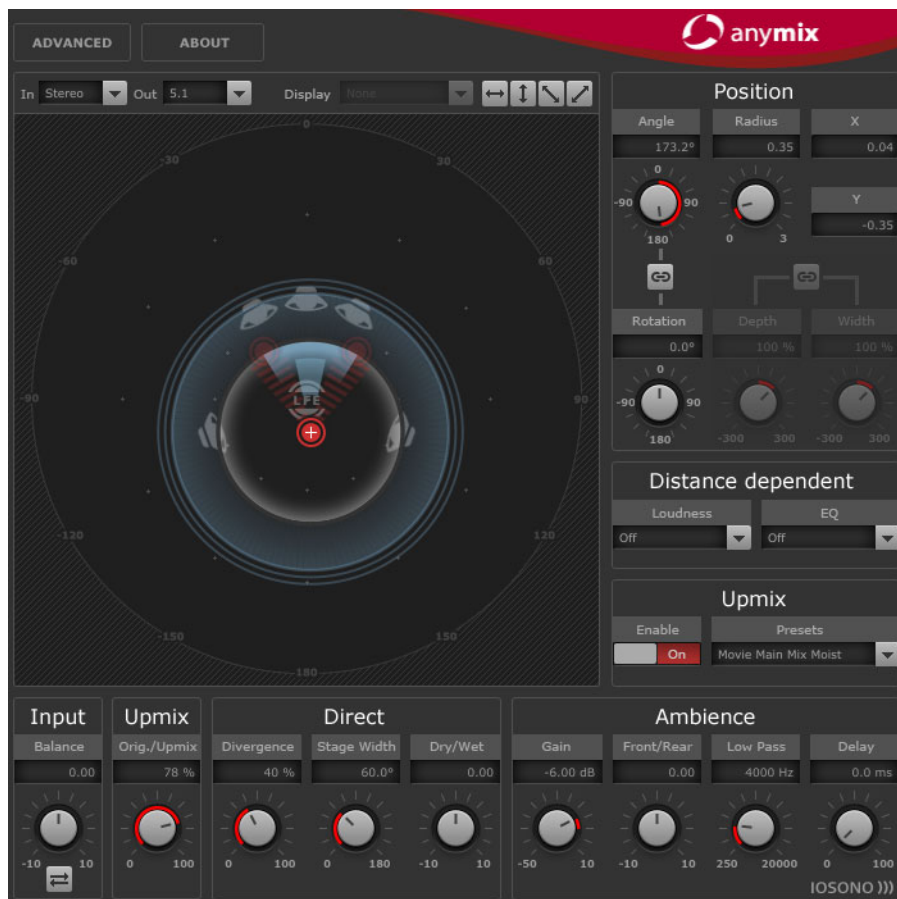 ADVANCED ABOUT anymix
In Stereo Out 5.1 Display None
0
-30 30
-60 60
-90 90
LFE
-120 120
-150 150
180
Position
Angle Radius X
173.2° 0.35 0.04
0
-90 90
180
0 3
Y
-0.35
Rotation Depth Width
0.0° 100 % 100 %
0
-90 90
180
-300 300 -300 300
Distance dependent
Loudness EQ
Off Off
Upmix
Enable Presets
On Movie Main Mix Moist
Input Upmix Direct Ambience
Balance Orig./Upmix Divergence Stage Width Dry/Wet Gain Front/Rear Low Pass Delay
0.00 78 % 40 % 60.0° 0.00 -6.00 dB 0.00 4000 Hz 0.0 ms
-10 10 0 100 0 100 0 180 -10 10 -50 10 -10 10 250 20000 0 100
IOSONO )))